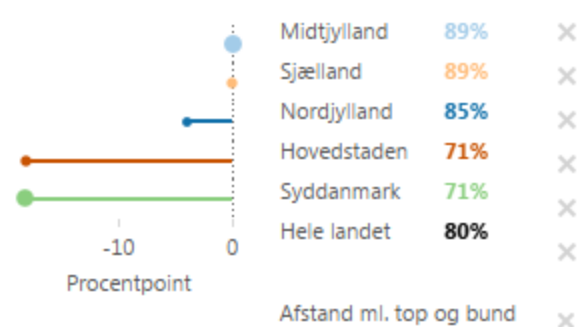 Midtjylland 89%
Sjælland 89%
Nordjylland 85%
Hovedstaden 71%
Syddanmark 71%
Hele landet 80%
-10 0
Procentpoint
Afstand ml. top og bund